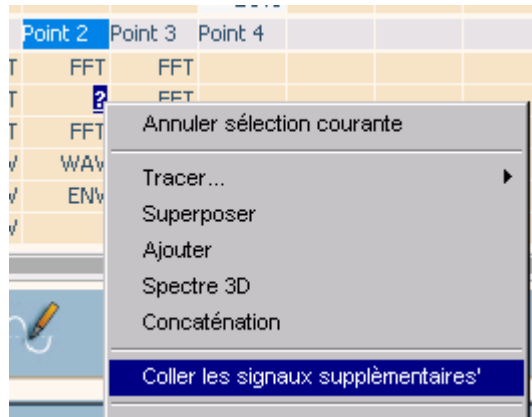 Point 2 Point 3 Point 4
T FFT FFT
T ? FFT
T FFT
V WAV
V ENV
V
Annuler sélection courante
Tracer...
Superposer
Ajouter
Spectre 3D
Concaténation
Coller les signaux supplèmentaires'